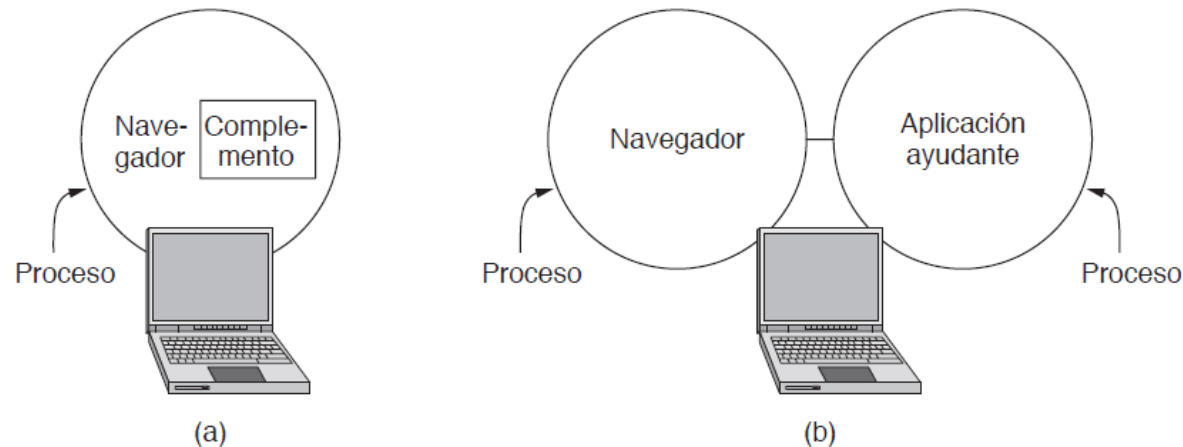 Nave-
gador
Comple-
mento
Proceso
(a)
Navegador
Aplicación
ayudante
Proceso
Proceso
(b)